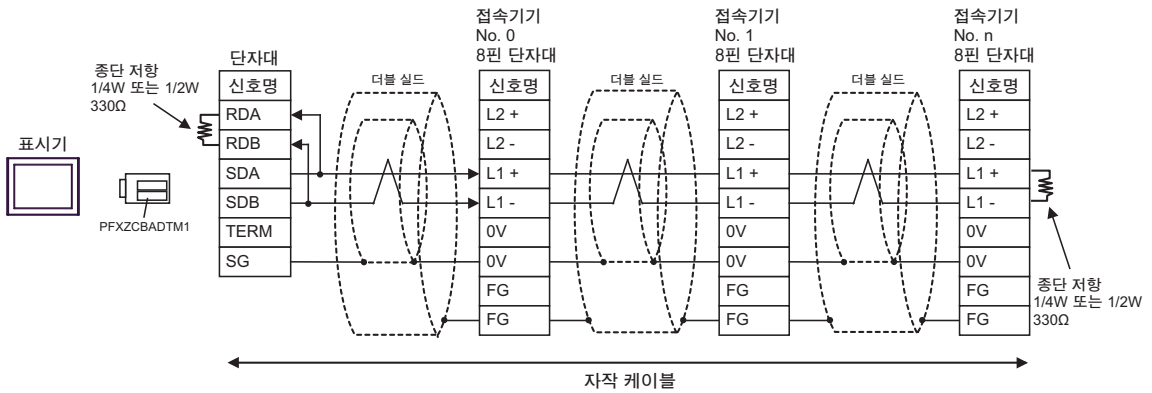 표시기
PFXZCBADTM1
종단 저항
1/4W 또는 1/2W
330Ω
단자대
신호명
RDA
RDB
SDA
SDB
TERM
SG
더블 실드
접속기기
No. 0
8핀 단자대
신호명
L2 +
L2 -
L1 +
L1 -
0V
0V
FG
FG
더블 실드
접속기기
No. 1
8핀 단자대
신호명
L2 +
L2 -
L1 +
L1 -
0V
0V
FG
FG
더블 실드
접속기기
No. n
8핀 단자대
신호명
L2 +
L2 -
L1 +
L1 -
0V
0V
FG
FG
종단 저항
1/4W 또는 1/2W
330Ω
자작 케이블